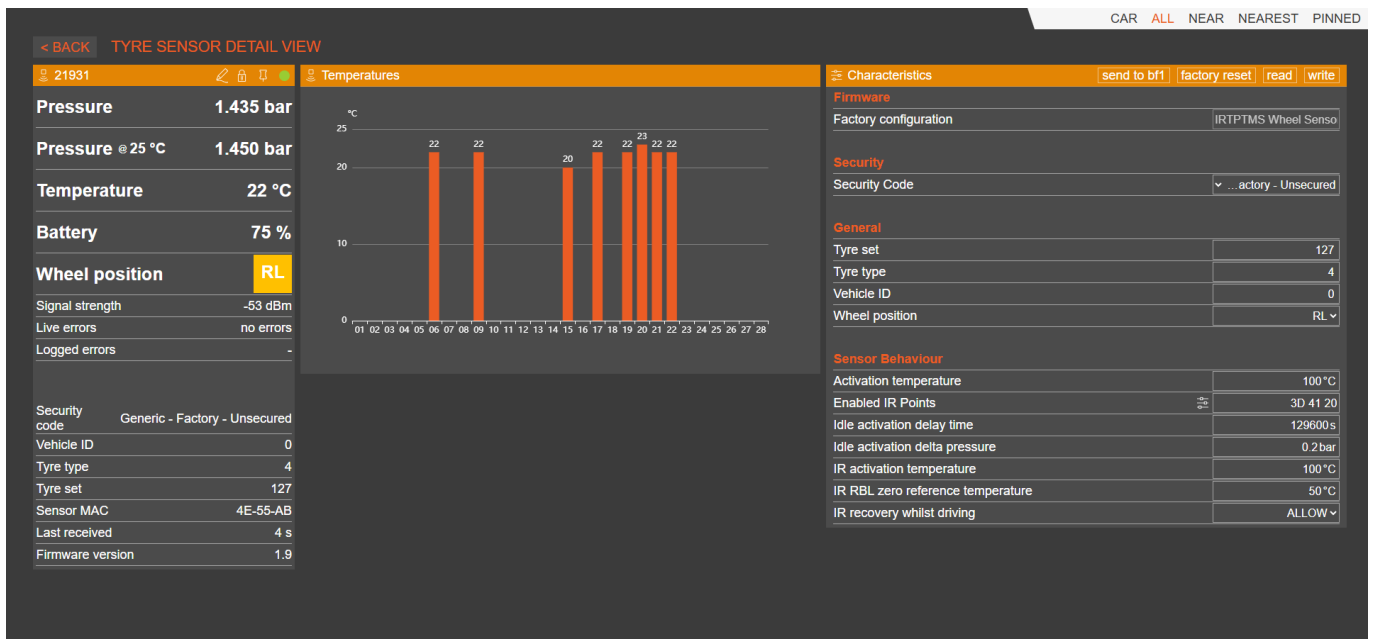 CAR ALL NEAR NEAREST PINNED
< BACK TYRE SENSOR DETAIL VIEW
21931
Pressure 1.435 bar
Pressure @ 25 °C 1.450 bar
Temperature 22 °C
Battery 75 %
Wheel position RL
Signal strength -53 dBm
Live errors no errors
Logged errors -
Security code Generic - Factory - Unsecured
Vehicle ID 0
Tyre type 4
Tyre set 127
Sensor MAC 4E-55-AB
Last received 4 s
Firmware version 1.9
Temperatures
°C
25
22 22 20 22 22 23 22 22
20
10
0
01 02 03 04 05 06 07 08 09 10 11 12 13 14 15 16 17 18 19 20 21 22 23 24 25 26 27 28
Characteristics send to bf1 factory reset read write
Firmware
Factory configuration IRTPTMS Wheel Senso
Security
Security Code ...actory - Unsecured
General
Tyre set 127
Tyre type 4
Vehicle ID 0
Wheel position RL
Sensor Behaviour
Activation temperature 100°C
Enabled IR Points 3D 41 20
Idle activation delay time 129600 s
Idle activation delta pressure 0.2 bar
IR activation temperature 100°C
IR RBL zero reference temperature 50°C
IR recovery whilst driving ALLOW